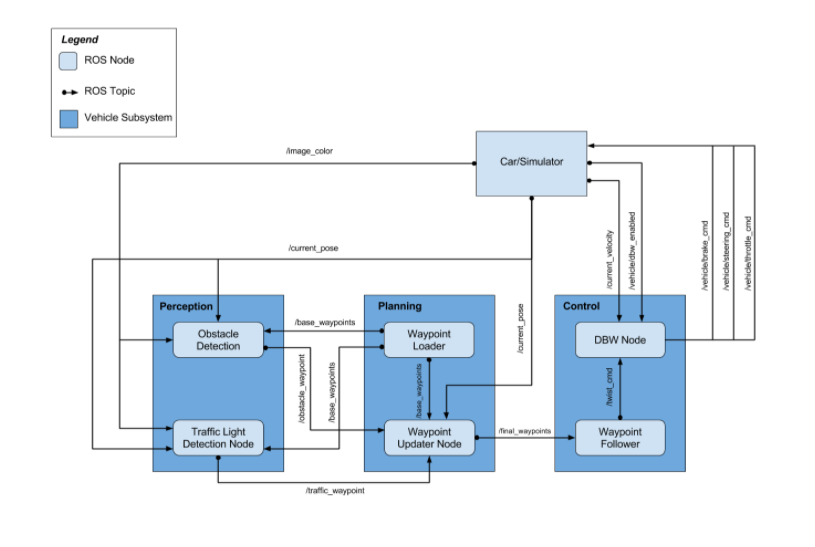 Legend
ROS Node
ROS Topic
Vehicle Subsystem
/image_color
Car/Simulator
/current_pose
/current_velocity
/vehicle/dbw_enabled
/vehicle/brake_cmd
/vehicle/steering_cmd
/vehicle/throttle_cmd
/current_pose
Perception
Obstacle
Detection
Traffic Light
Detection Node
/base_waypoints
/obstacle_waypoint
/base_waypoints
/traffic_waypoint
Planning
Waypoint
Loader
/base_waypoints
Waypoint
Updater Node
/final_waypoints
Control
DBW Node
/twist_cmd
Waypoint
Follower